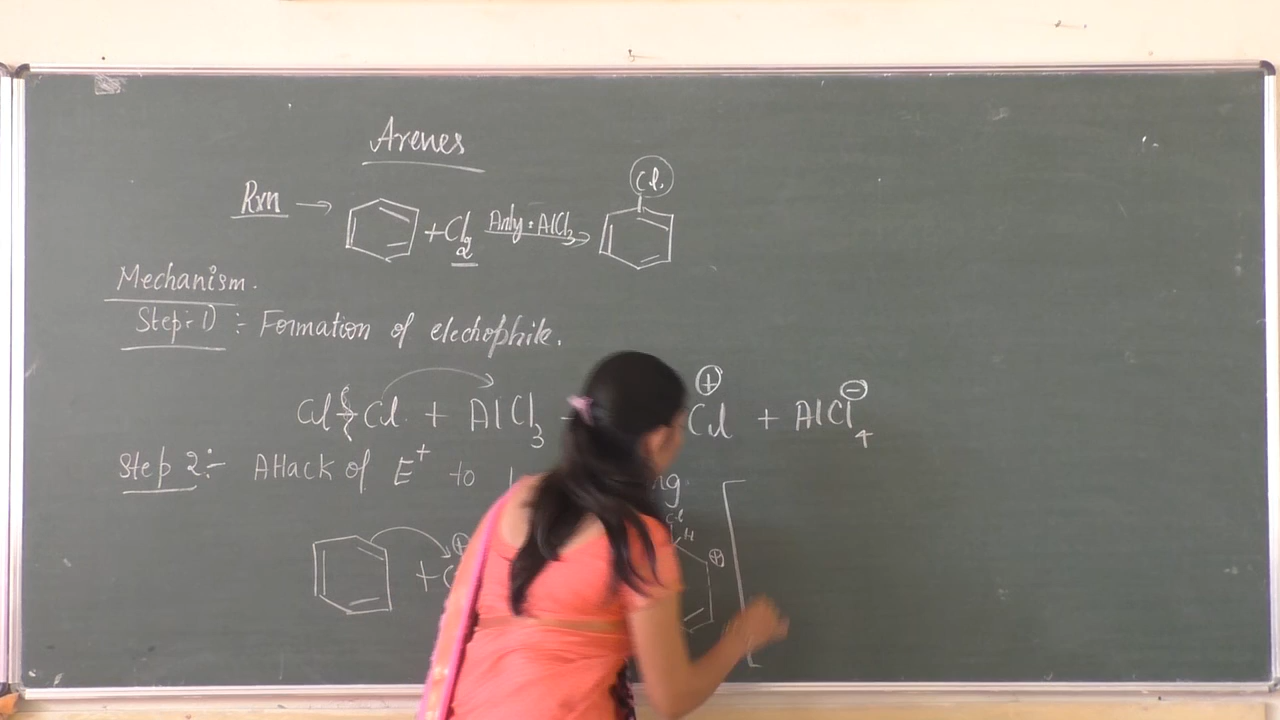 Arenes
Rxn → + Cl2 Anhy. AlCl3 → Cl
Mechanism.
Step-1) :- Formation of electrophile.
Cl Cl + AlCl3 Cl⊕ + AlCl4⊖
Step 2:- Attack of E+ to
+ ⊕ Cl H ⊕ [